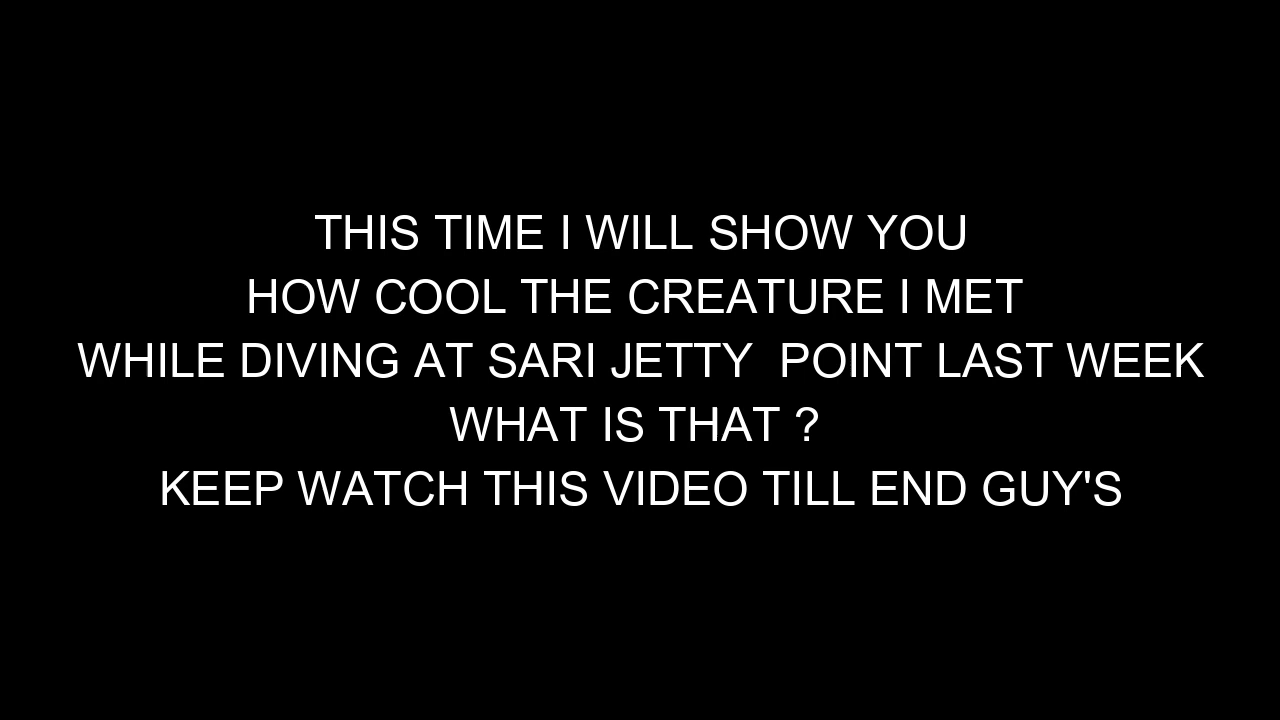 THIS TIME I WILL SHOW YOU
HOW COOL THE CREATURE I MET
WHILE DIVING AT SARI JETTY  POINT LAST WEEK
WHAT IS THAT ?
KEEP WATCH THIS VIDEO TILL END GUY'S